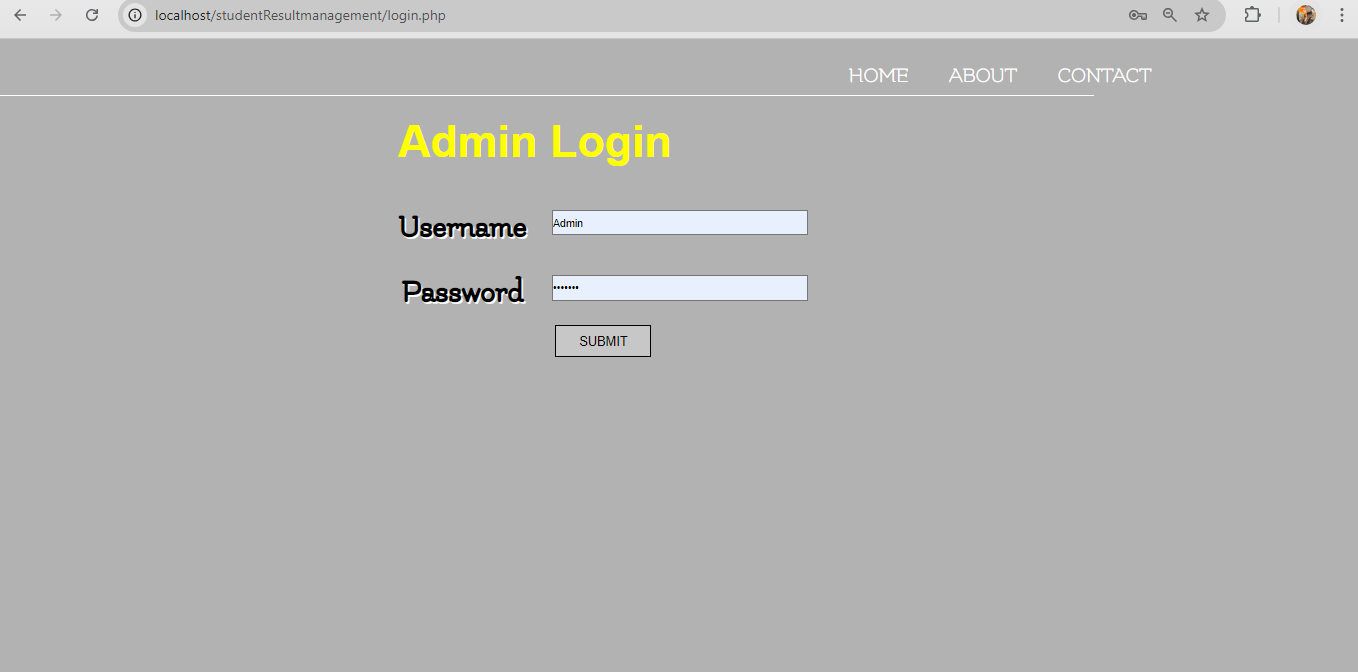 localhost/studentResultmanagement/login.php
HOME ABOUT CONTACT
Admin Login
Username Admin
Password •••••••
SUBMIT